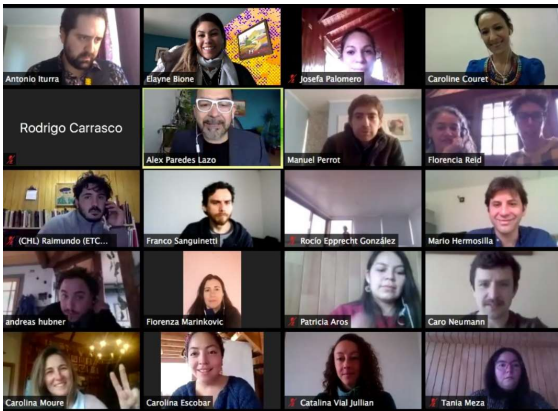 Antonio Iturra
Elayne Bione
Josefa Palomero
Caroline Couret
Rodrigo Carrasco
Alex Paredes Lazo
Manuel Perrot
Florencia Reid
(CHL) Raimundo (ETC...
Franco Sanguinetti
Rocío Epprecht González
Mario Hermosilla
andreas hubner
Fiorenza Marinkovic
Patricia Aros
Caro Neumann
Carolina Moure
Carolina Escobar
Catalina Vial Jullian
Tania Meza